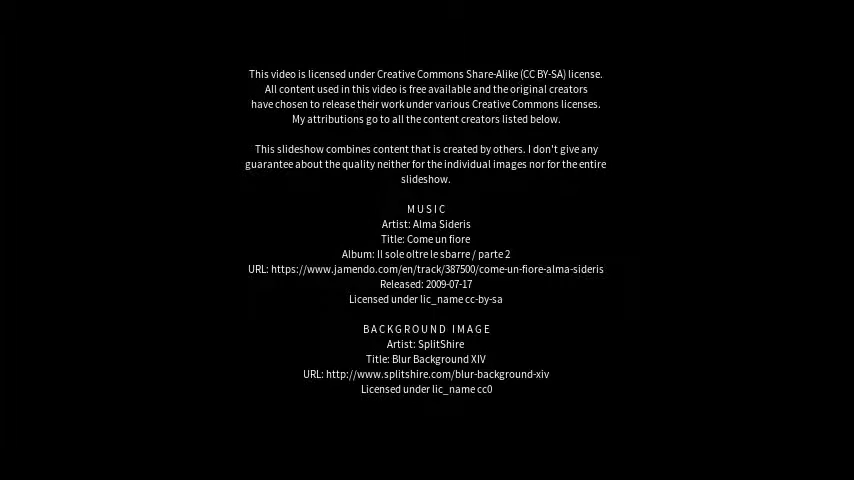 This video is licensed under Creative Commons Share-Alike (CC BY-SA) license.
All content used in this video is free available and the original creators
have chosen to release their work under various Creative Commons licenses.
My attributions go to all the content creators listed below.
This slideshow combines content that is created by others. I don't give any
guarantee about the quality neither for the individual images nor for the entire
slideshow.
MUSIC
Artist: Alma Sideris
Title: Come un fiore
Album: Il sole oltre le sbarre / parte 2
URL: https://www.jamendo.com/en/track/387500/come-un-fiore-alma-sideris
Released: 2009-07-17
Licensed under lic_name cc-by-sa
BACKGROUND IMAGE
Artist: SplitShire
Title: Blur Background XIV
URL: http://www.splitshire.com/blur-background-xiv
Licensed under lic_name cc0